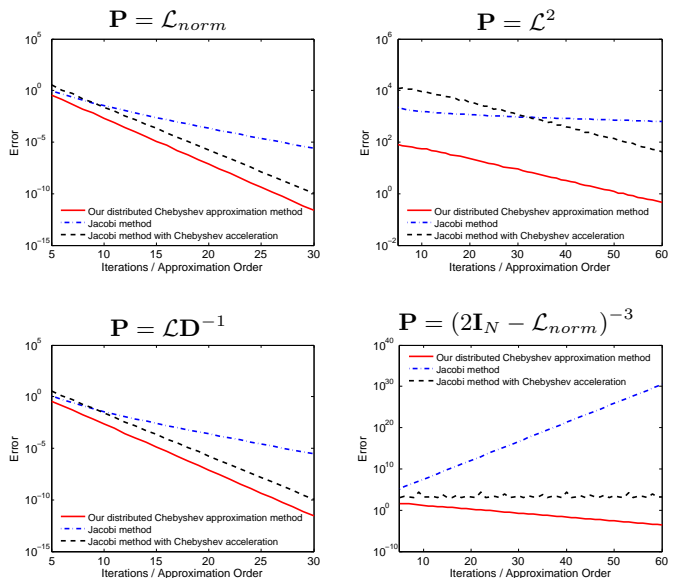 P = ℒ_norm
10^5
10^0
10^−5
10^−10
10^−15
Error
Our distributed Chebyshev approximation method
Jacobi method
Jacobi method with Chebyshev acceleration
5 10 15 20 25 30
Iterations / Approximation Order
P = ℒ^2
10^6
10^4
10^2
10^0
10^−2
Error
Our distributed Chebyshev approximation method
Jacobi method
Jacobi method with Chebyshev acceleration
10 20 30 40 50 60
Iterations / Approximation Order
P = ℒD^−1
10^5
10^0
10^−5
10^−10
10^−15
Error
Our distributed Chebyshev approximation method
Jacobi method
Jacobi method with Chebyshev acceleration
5 10 15 20 25 30
Iterations / Approximation Order
P = (2I_N − ℒ_norm)^−3
10^40
10^30
10^20
10^10
10^0
10^−10
Error
Our distributed Chebyshev approximation method
Jacobi method
Jacobi method with Chebyshev acceleration
10 20 30 40 50 60
Iterations / Approximation Order